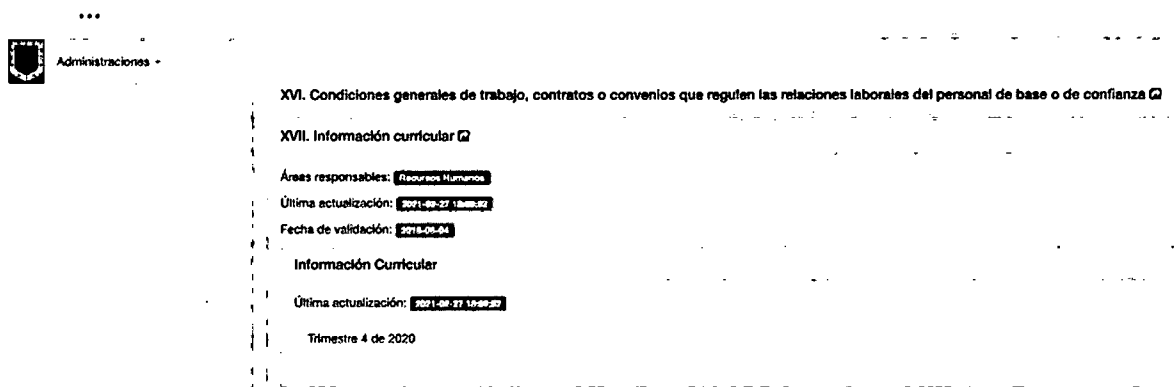 Administraciones
XVI. Condiciones generales de trabajo, contratos o convenios que regulen las relaciones laborales del personal de base o de confianza
XVII. Información curricular
Áreas responsables: Recursos Humanos
Última actualización:
Fecha de validación:
Información Curricular
Última actualización:
Trimestre 4 de 2020